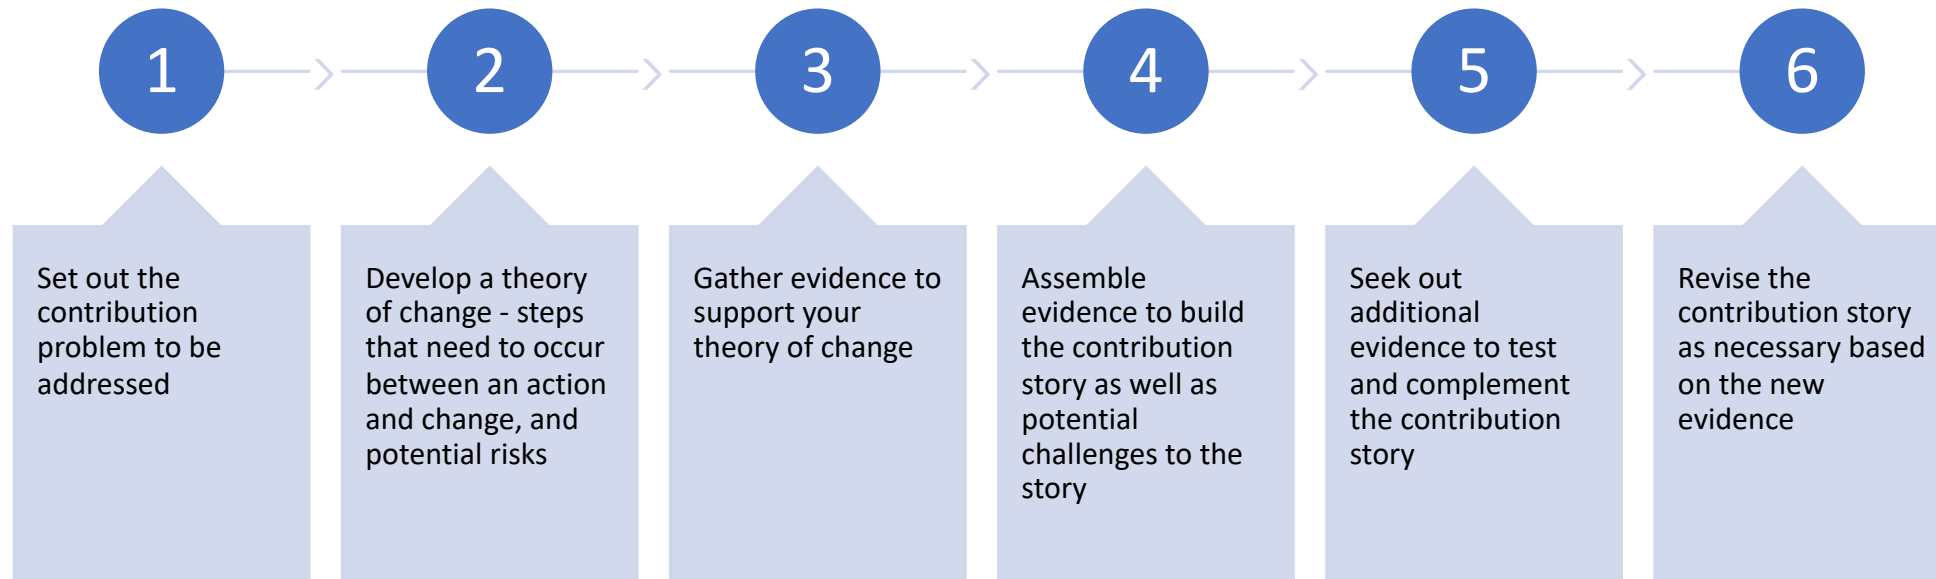 1
2
3
4
5
6
Set out the
contribution
problem to be
addressed
Develop a theory
of change - steps
that need to occur
between an action
and change, and
potential risks
Gather evidence to
support your
theory of change
Assemble
evidence to build
the contribution
story as well as
potential
challenges to the
story
Seek out
additional
evidence to test
and complement
the contribution
story
Revise the
contribution story
as necessary based
on the new
evidence